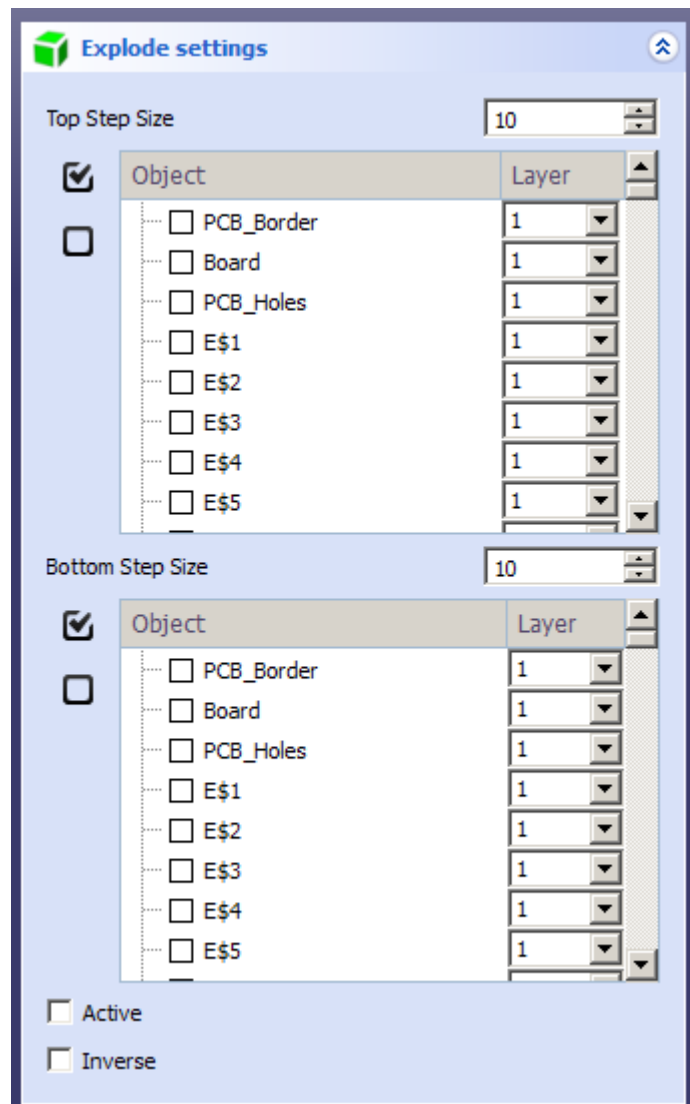 Explode settings
Top Step Size 10
Object Layer
PCB_Border 1
Board 1
PCB_Holes 1
E$1 1
E$2 1
E$3 1
E$4 1
E$5 1
Bottom Step Size 10
Object Layer
PCB_Border 1
Board 1
PCB_Holes 1
E$1 1
E$2 1
E$3 1
E$4 1
E$5 1
Active
Inverse